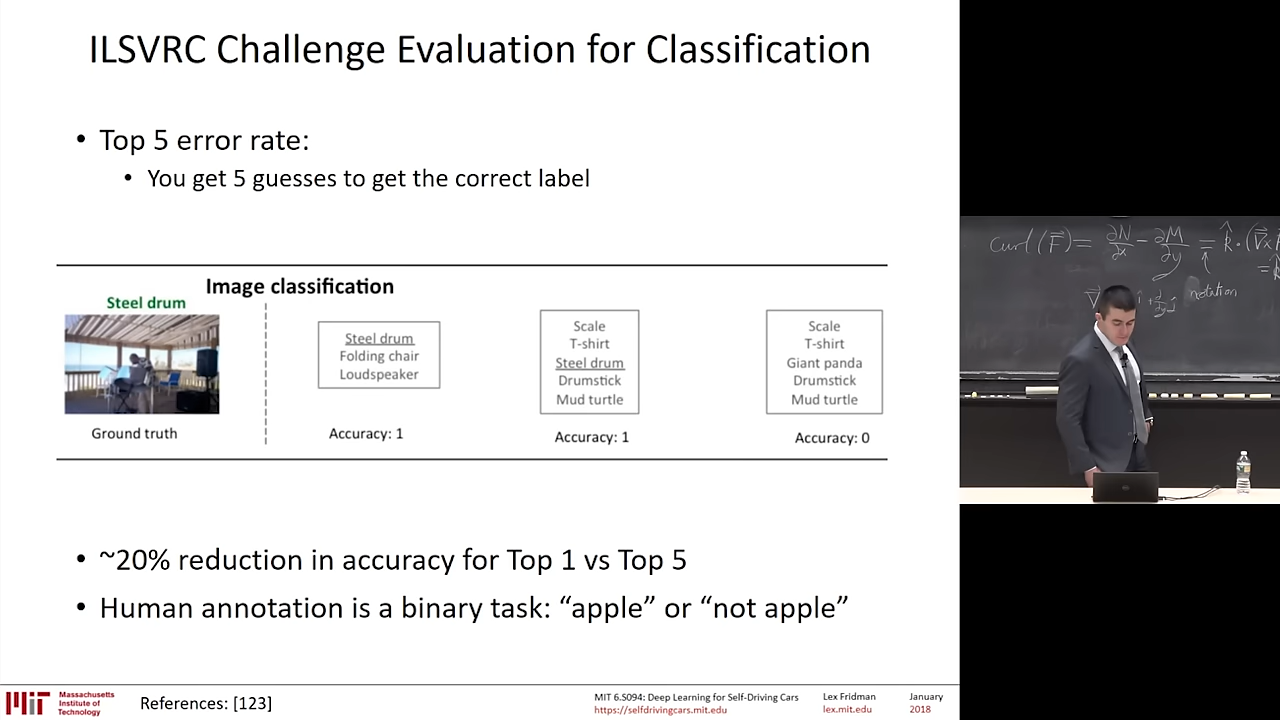 ILSVRC Challenge Evaluation for Classification
• Top 5 error rate:
• You get 5 guesses to get the correct label
Image classification
Steel drum
Ground truth
Steel drum
Folding chair
Loudspeaker
Accuracy: 1
Scale
T-shirt
Steel drum
Drumstick
Mud turtle
Accuracy: 1
Scale
T-shirt
Giant panda
Drumstick
Mud turtle
Accuracy: 0
• ~20% reduction in accuracy for Top 1 vs Top 5
• Human annotation is a binary task: “apple” or “not apple”
Massachusetts
Institute of
Technology
References: [123]
MIT 6.S094: Deep Learning for Self-Driving Cars
https://selfdrivingcars.mit.edu
Lex Fridman
lex.mit.edu
January
2018
curl (F⃗) = ∂N/∂x − ∂M/∂y = k̂ · (∇⃗ x
notation